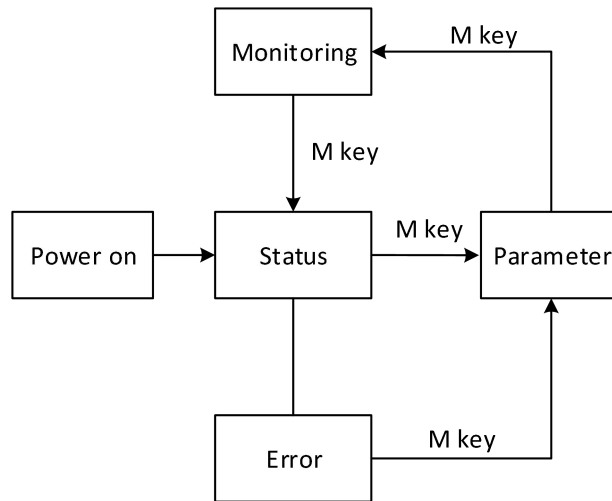 M key
Monitoring
M key
Power on
Status
M key
Parameter
Error
M key